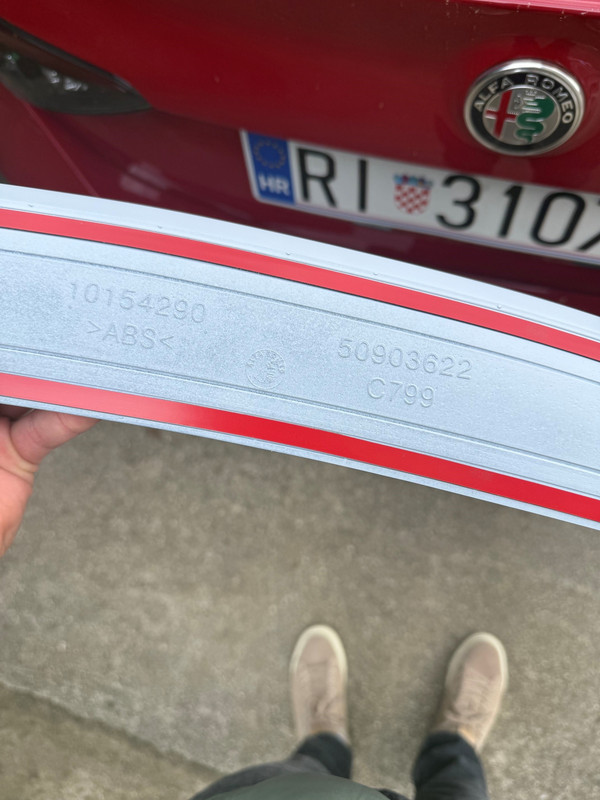 ALFA ROMEO
HR
RI 310
10154290
>ABS<
50903622
C799